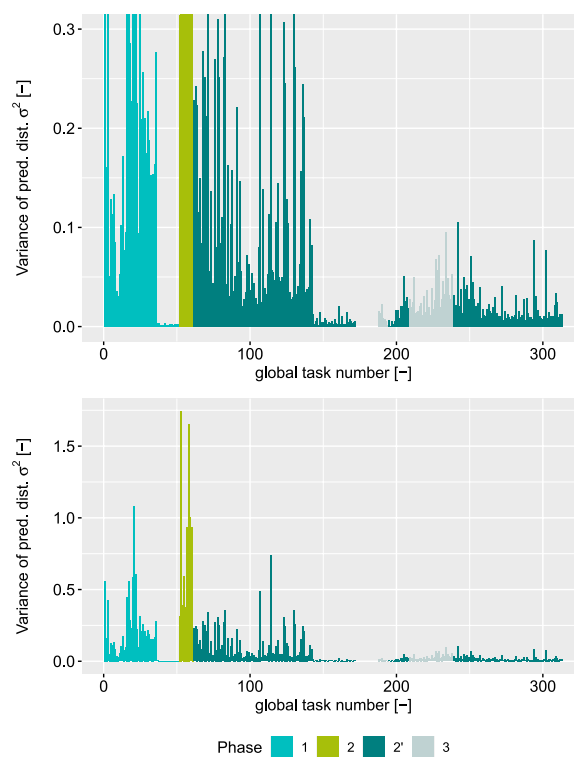 0.3
0.2
0.1
0.0
Variance of pred. dist. σ² [−]
0 100 200 300
global task number [−]
1.5
1.0
0.5
0.0
Variance of pred. dist. σ² [−]
0 100 200 300
global task number [−]
Phase 1 2 2' 3